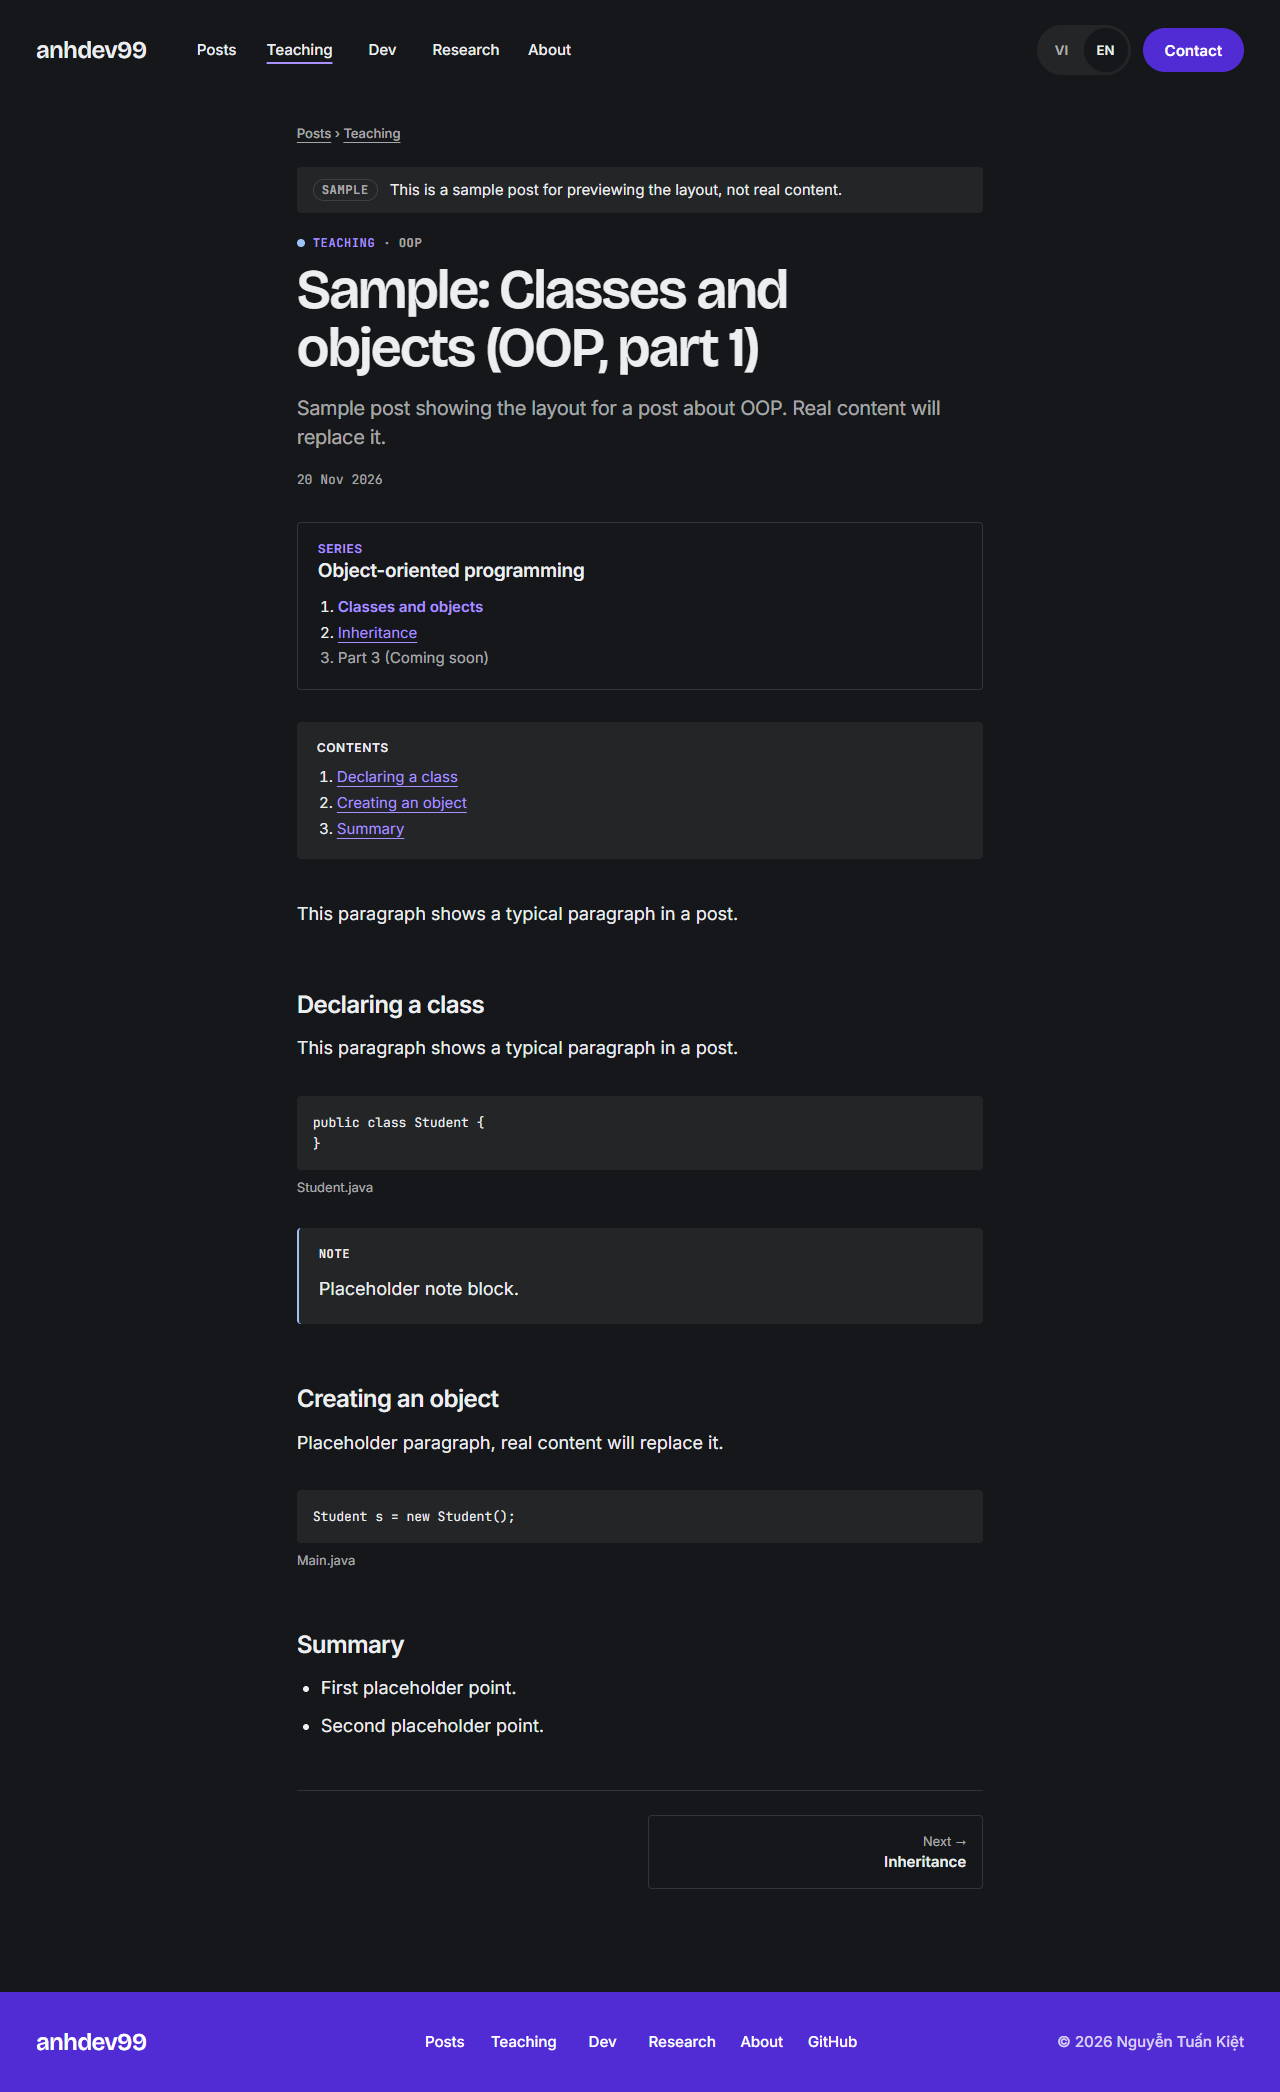 anhdev99
Posts Teaching Dev Research About
VI EN Contact
Posts › Teaching
SAMPLE This is a sample post for previewing the layout, not real content.
TEACHING · OOP
Sample: Classes and
objects (OOP, part 1)
Sample post showing the layout for a post about OOP. Real content will
replace it.
20 Nov 2026
SERIES
Object-oriented programming
1. Classes and objects
2. Inheritance
3. Part 3 (Coming soon)
CONTENTS
1. Declaring a class
2. Creating an object
3. Summary
This paragraph shows a typical paragraph in a post.
Declaring a class
This paragraph shows a typical paragraph in a post.
public class Student {
}
Student.java
NOTE
Placeholder note block.
Creating an object
Placeholder paragraph, real content will replace it.
Student s = new Student();
Main.java
Summary
• First placeholder point.
• Second placeholder point.
Next →
Inheritance
anhdev99
Posts Teaching Dev Research About GitHub
© 2026 Nguyễn Tuấn Kiệt